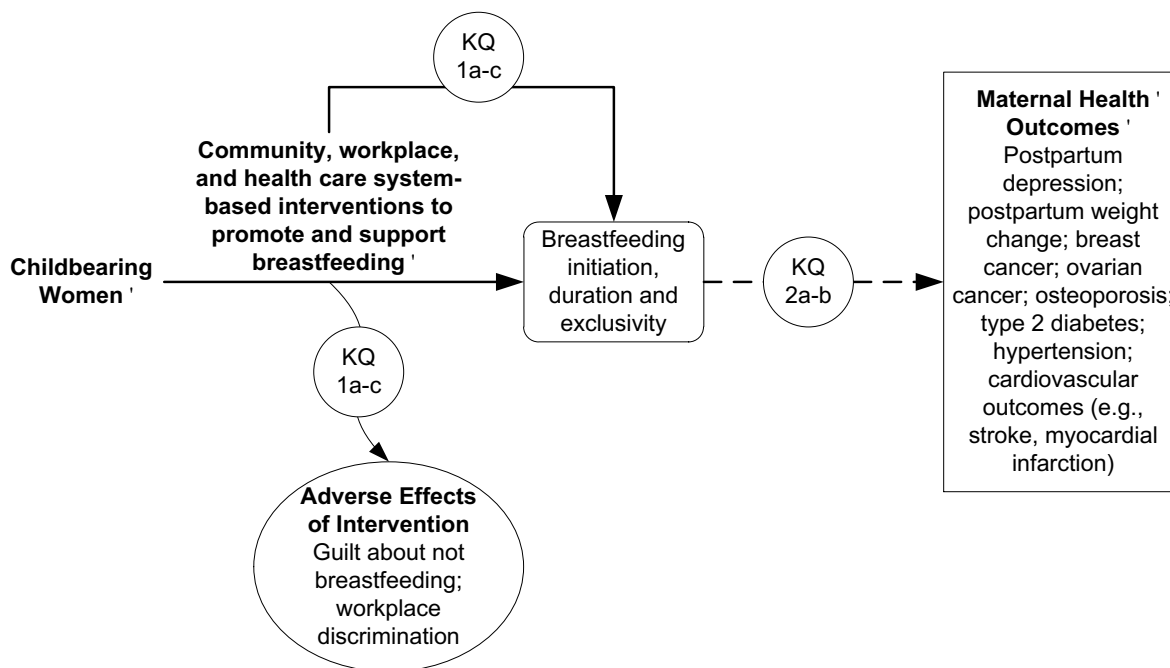 KQ
1a-c
Community, workplace,
and health care system-
based interventions to
promote and support
breeastfeeding '
Childbearing
Women '
Breastfeeding
initiation,
duration and
exclusivity
KQ
2a-b
Maternal Health '
Outcomes '
Postpartum
depression;
postpartum weight
change; breast
cancer; ovarian
cancer; osteoporosis;
type 2 diabetes;
hypertension;
cardiovascular
outcomes (e.g.,
stroke, myocardial
infarction)
KQ
1a-c
Adverse Effects
of Intervention
Guilt about not
breastfeeding;
workplace
discrimination